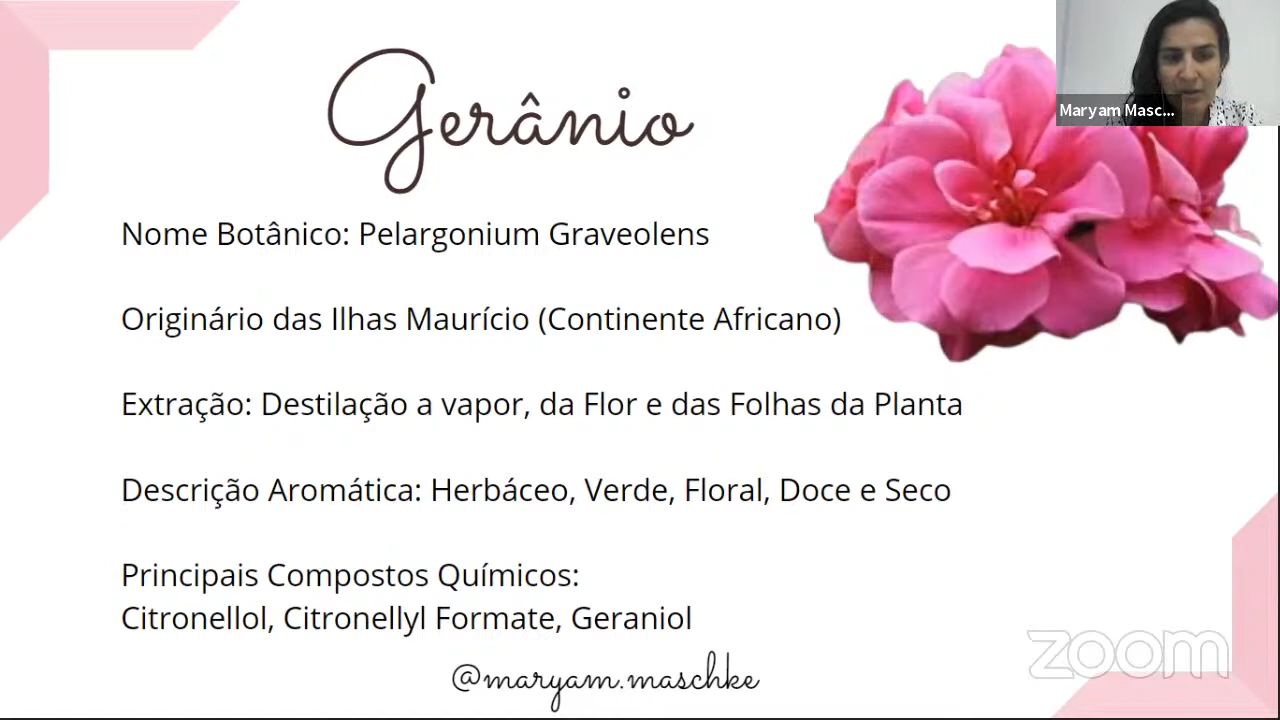 Gerânio
Maryam Masc...
Nome Botânico: Pelargonium Graveolens
Originário das Ilhas Maurício (Continente Africano)
Extração: Destilação a vapor, da Flor e das Folhas da Planta
Descrição Aromática: Herbáceo, Verde, Floral, Doce e Seco
Principais Compostos Químicos:
Citronellol, Citronellyl Formate, Geraniol
zoom
@maryam.maschke